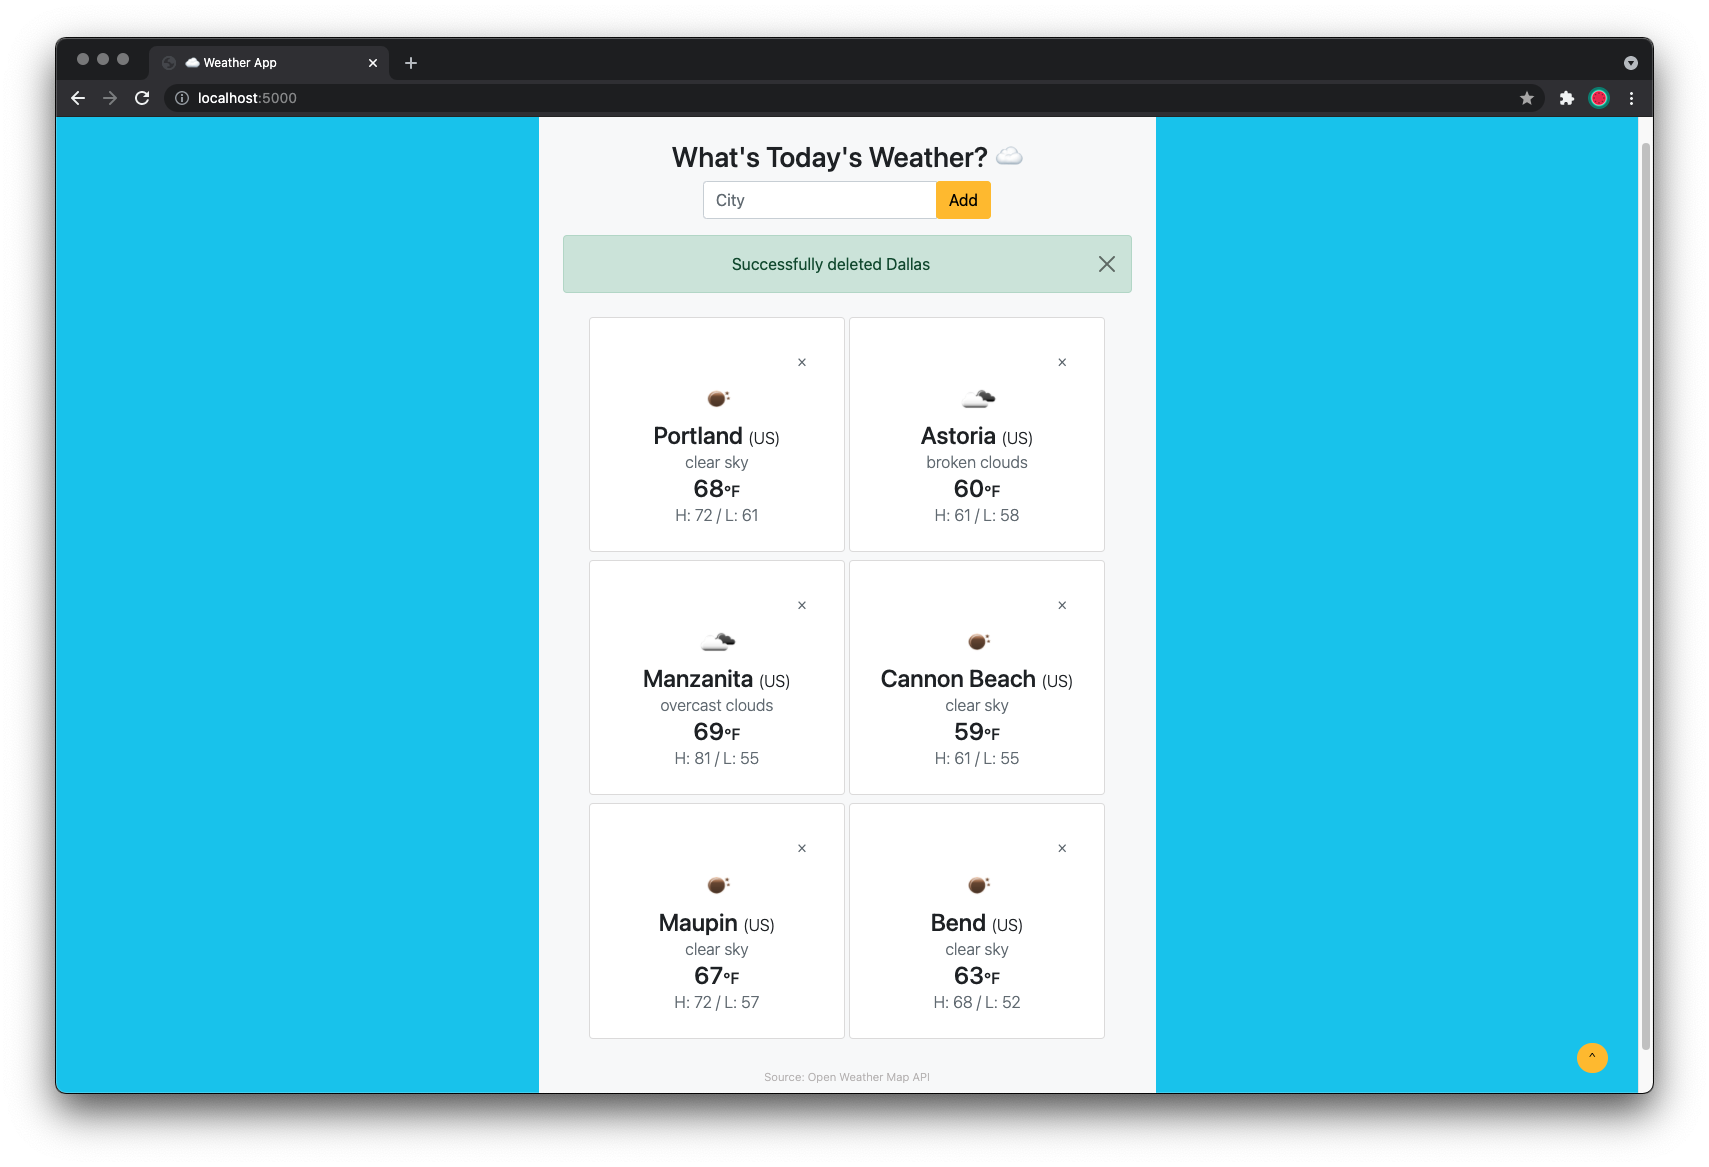 Weather App
localhost:5000
What's Today's Weather?
City
Add
Successfully deleted Dallas
×
×
Portland (US)
clear sky
68°F
H: 72 / L: 61
Astoria (US)
broken clouds
60°F
H: 61 / L: 58
×
×
Manzanita (US)
overcast clouds
69°F
H: 81 / L: 55
Cannon Beach (US)
clear sky
59°F
H: 61 / L: 55
×
×
Maupin (US)
clear sky
67°F
H: 72 / L: 57
Bend (US)
clear sky
63°F
H: 68 / L: 52
^
Source: Open Weather Map API